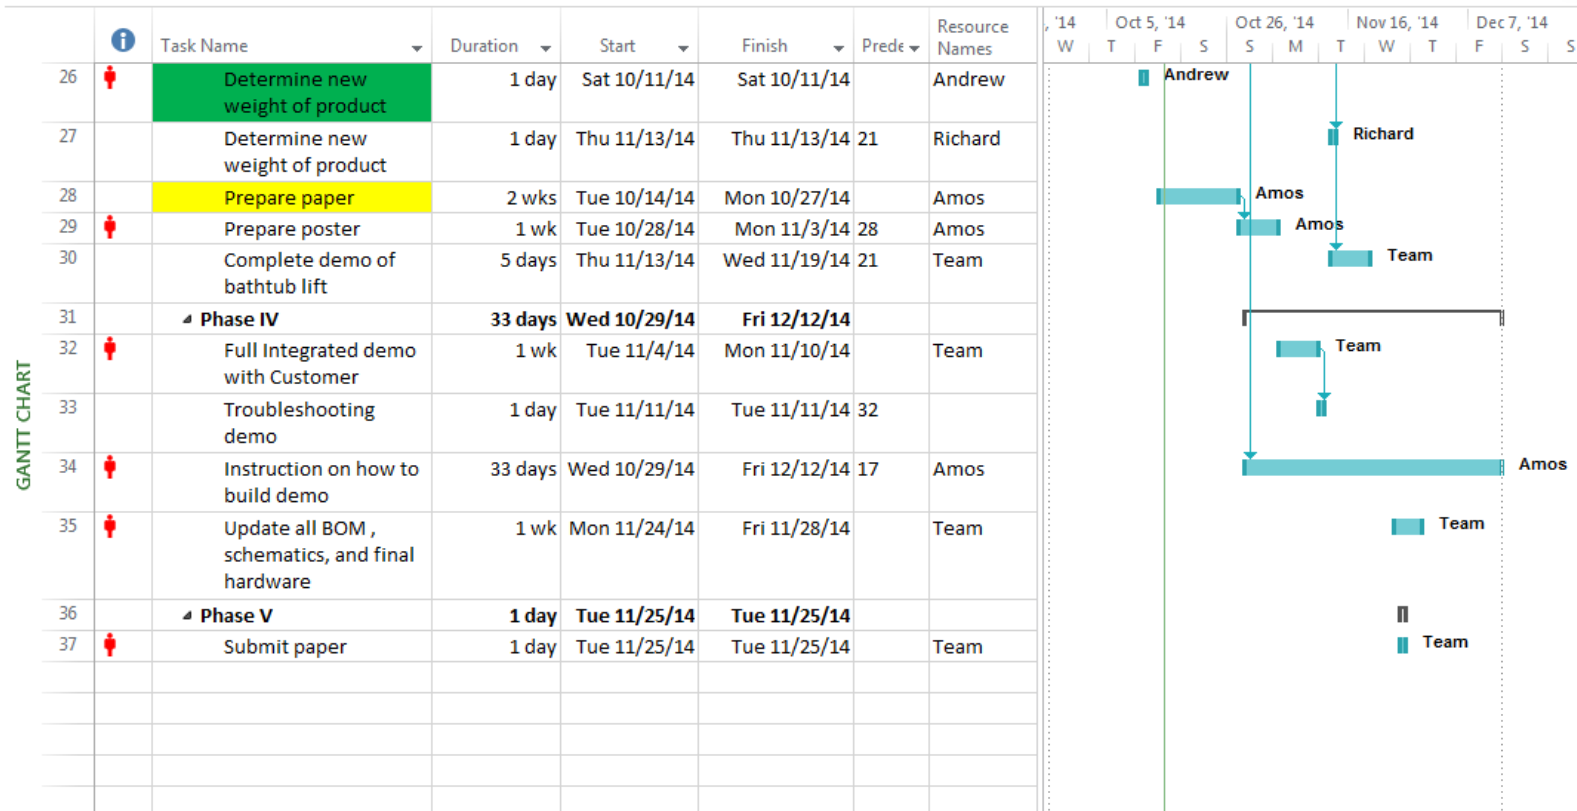 , '14 Oct 5, '14 Oct 26, '14 Nov 16, '14 Dec 7, '14
Task Name Duration Start Finish Prede Resource Names
W T F S S M T W T F S S
26 Determine new weight of product 1 day Sat 10/11/14 Sat 10/11/14 Andrew Andrew
27 Determine new weight of product 1 day Thu 11/13/14 Thu 11/13/14 21 Richard Richard
28 Prepare paper 2 wks Tue 10/14/14 Mon 10/27/14 Amos Amos
29 Prepare poster 1 wk Tue 10/28/14 Mon 11/3/14 28 Amos Amos
30 Complete demo of bathtub lift 5 days Thu 11/13/14 Wed 11/19/14 21 Team Team
31 Phase IV 33 days Wed 10/29/14 Fri 12/12/14
32 Full Integrated demo with Customer 1 wk Tue 11/4/14 Mon 11/10/14 Team Team
33 Troubleshooting demo 1 day Tue 11/11/14 Tue 11/11/14 32
34 Instruction on how to build demo 33 days Wed 10/29/14 Fri 12/12/14 17 Amos Amos
35 Update all BOM , schematics, and final hardware 1 wk Mon 11/24/14 Fri 11/28/14 Team Team
36 Phase V 1 day Tue 11/25/14 Tue 11/25/14
37 Submit paper 1 day Tue 11/25/14 Tue 11/25/14 Team Team
GANTT CHART